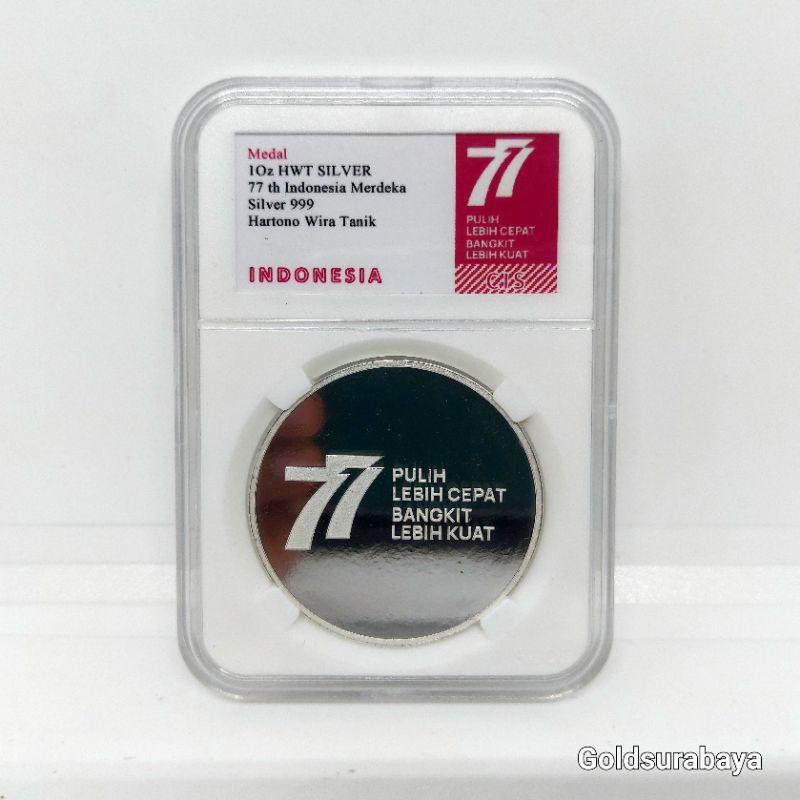 Medal
1Oz HWT SILVER
77 th Indonesia Merdeka
Silver 999
Hartono Wira Tanik
INDONESIA
77
PULIH
LEBIH CEPAT
BANGKIT
LEBIH KUAT
CTS
77
PULIH
LEBIH CEPAT
BANGKIT
LEBIH KUAT
Goldsurabaya